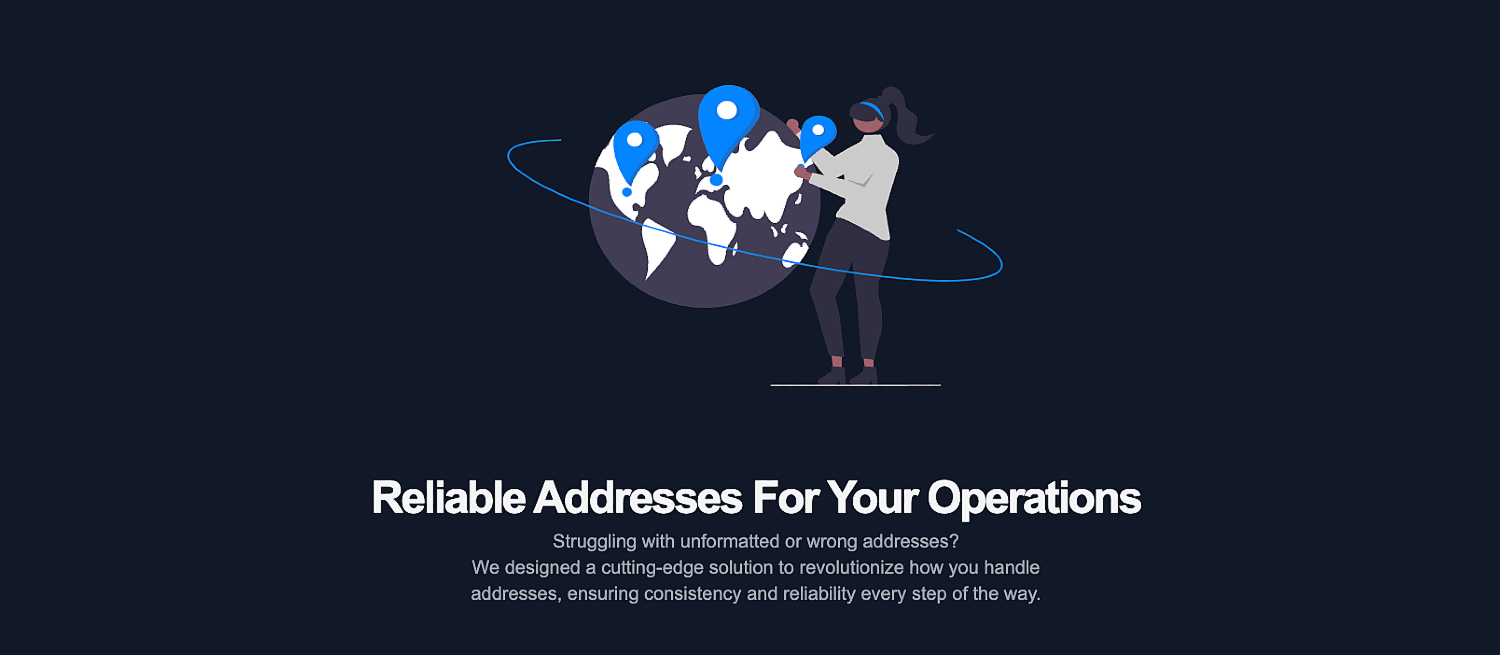 Reliable Addresses For Your Operations
Struggling with unformatted or wrong addresses?
We designed a cutting-edge solution to revolutionize how you handle
addresses, ensuring consistency and reliability every step of the way.